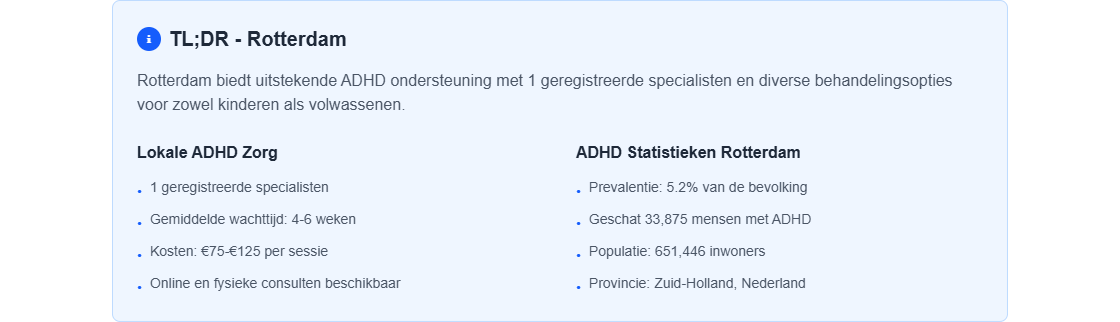 TL;DR - Rotterdam
Rotterdam biedt uitstekende ADHD ondersteuning met 1 geregistreerde specialisten en diverse behandelingsopties
voor zowel kinderen als volwassenen.
Lokale ADHD Zorg
• 1 geregistreerde specialisten
• Gemiddelde wachttijd: 4-6 weken
• Kosten: €75-€125 per sessie
• Online en fysieke consulten beschikbaar
ADHD Statistieken Rotterdam
• Prevalentie: 5.2% van de bevolking
• Geschat 33,875 mensen met ADHD
• Populatie: 651,446 inwoners
• Provincie: Zuid-Holland, Nederland